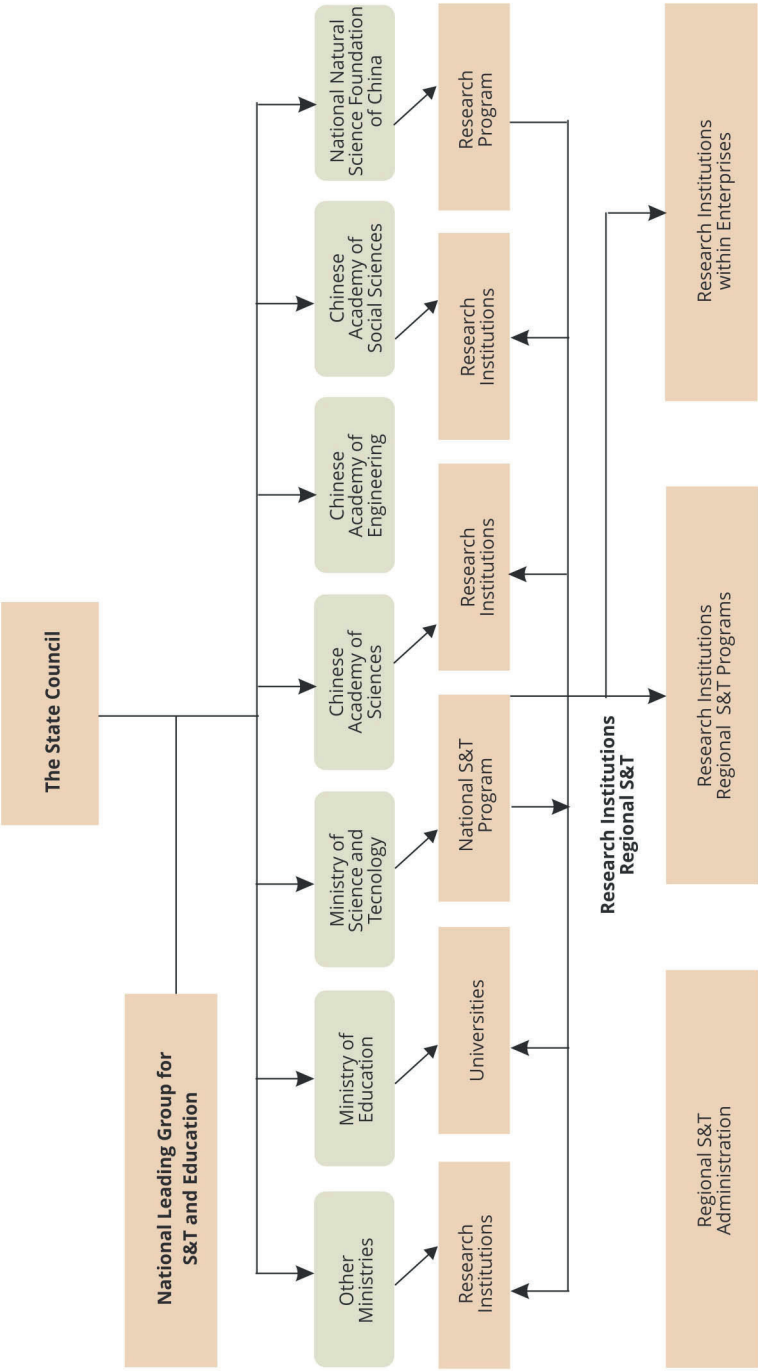 The State Council
National Leading Group for
S&T and Education
Other
Ministries
Ministry of
Education
Ministry of
Science and
Tecnology
Chinese
Academy of
Sciences
Chinese
Academy of
Engineering
Chinese
Academy of
Social Sciences
National Natural
Science Foundation
of China
Research
Institutions
Universities
National S&T
Program
Research
Institutions
Research
Institutions
Research
Program
Research Institutions
Regional S&T
Regional S&T
Administration
Research Institutions
Regional S&T Programs
Research Institutions
within Enterprises